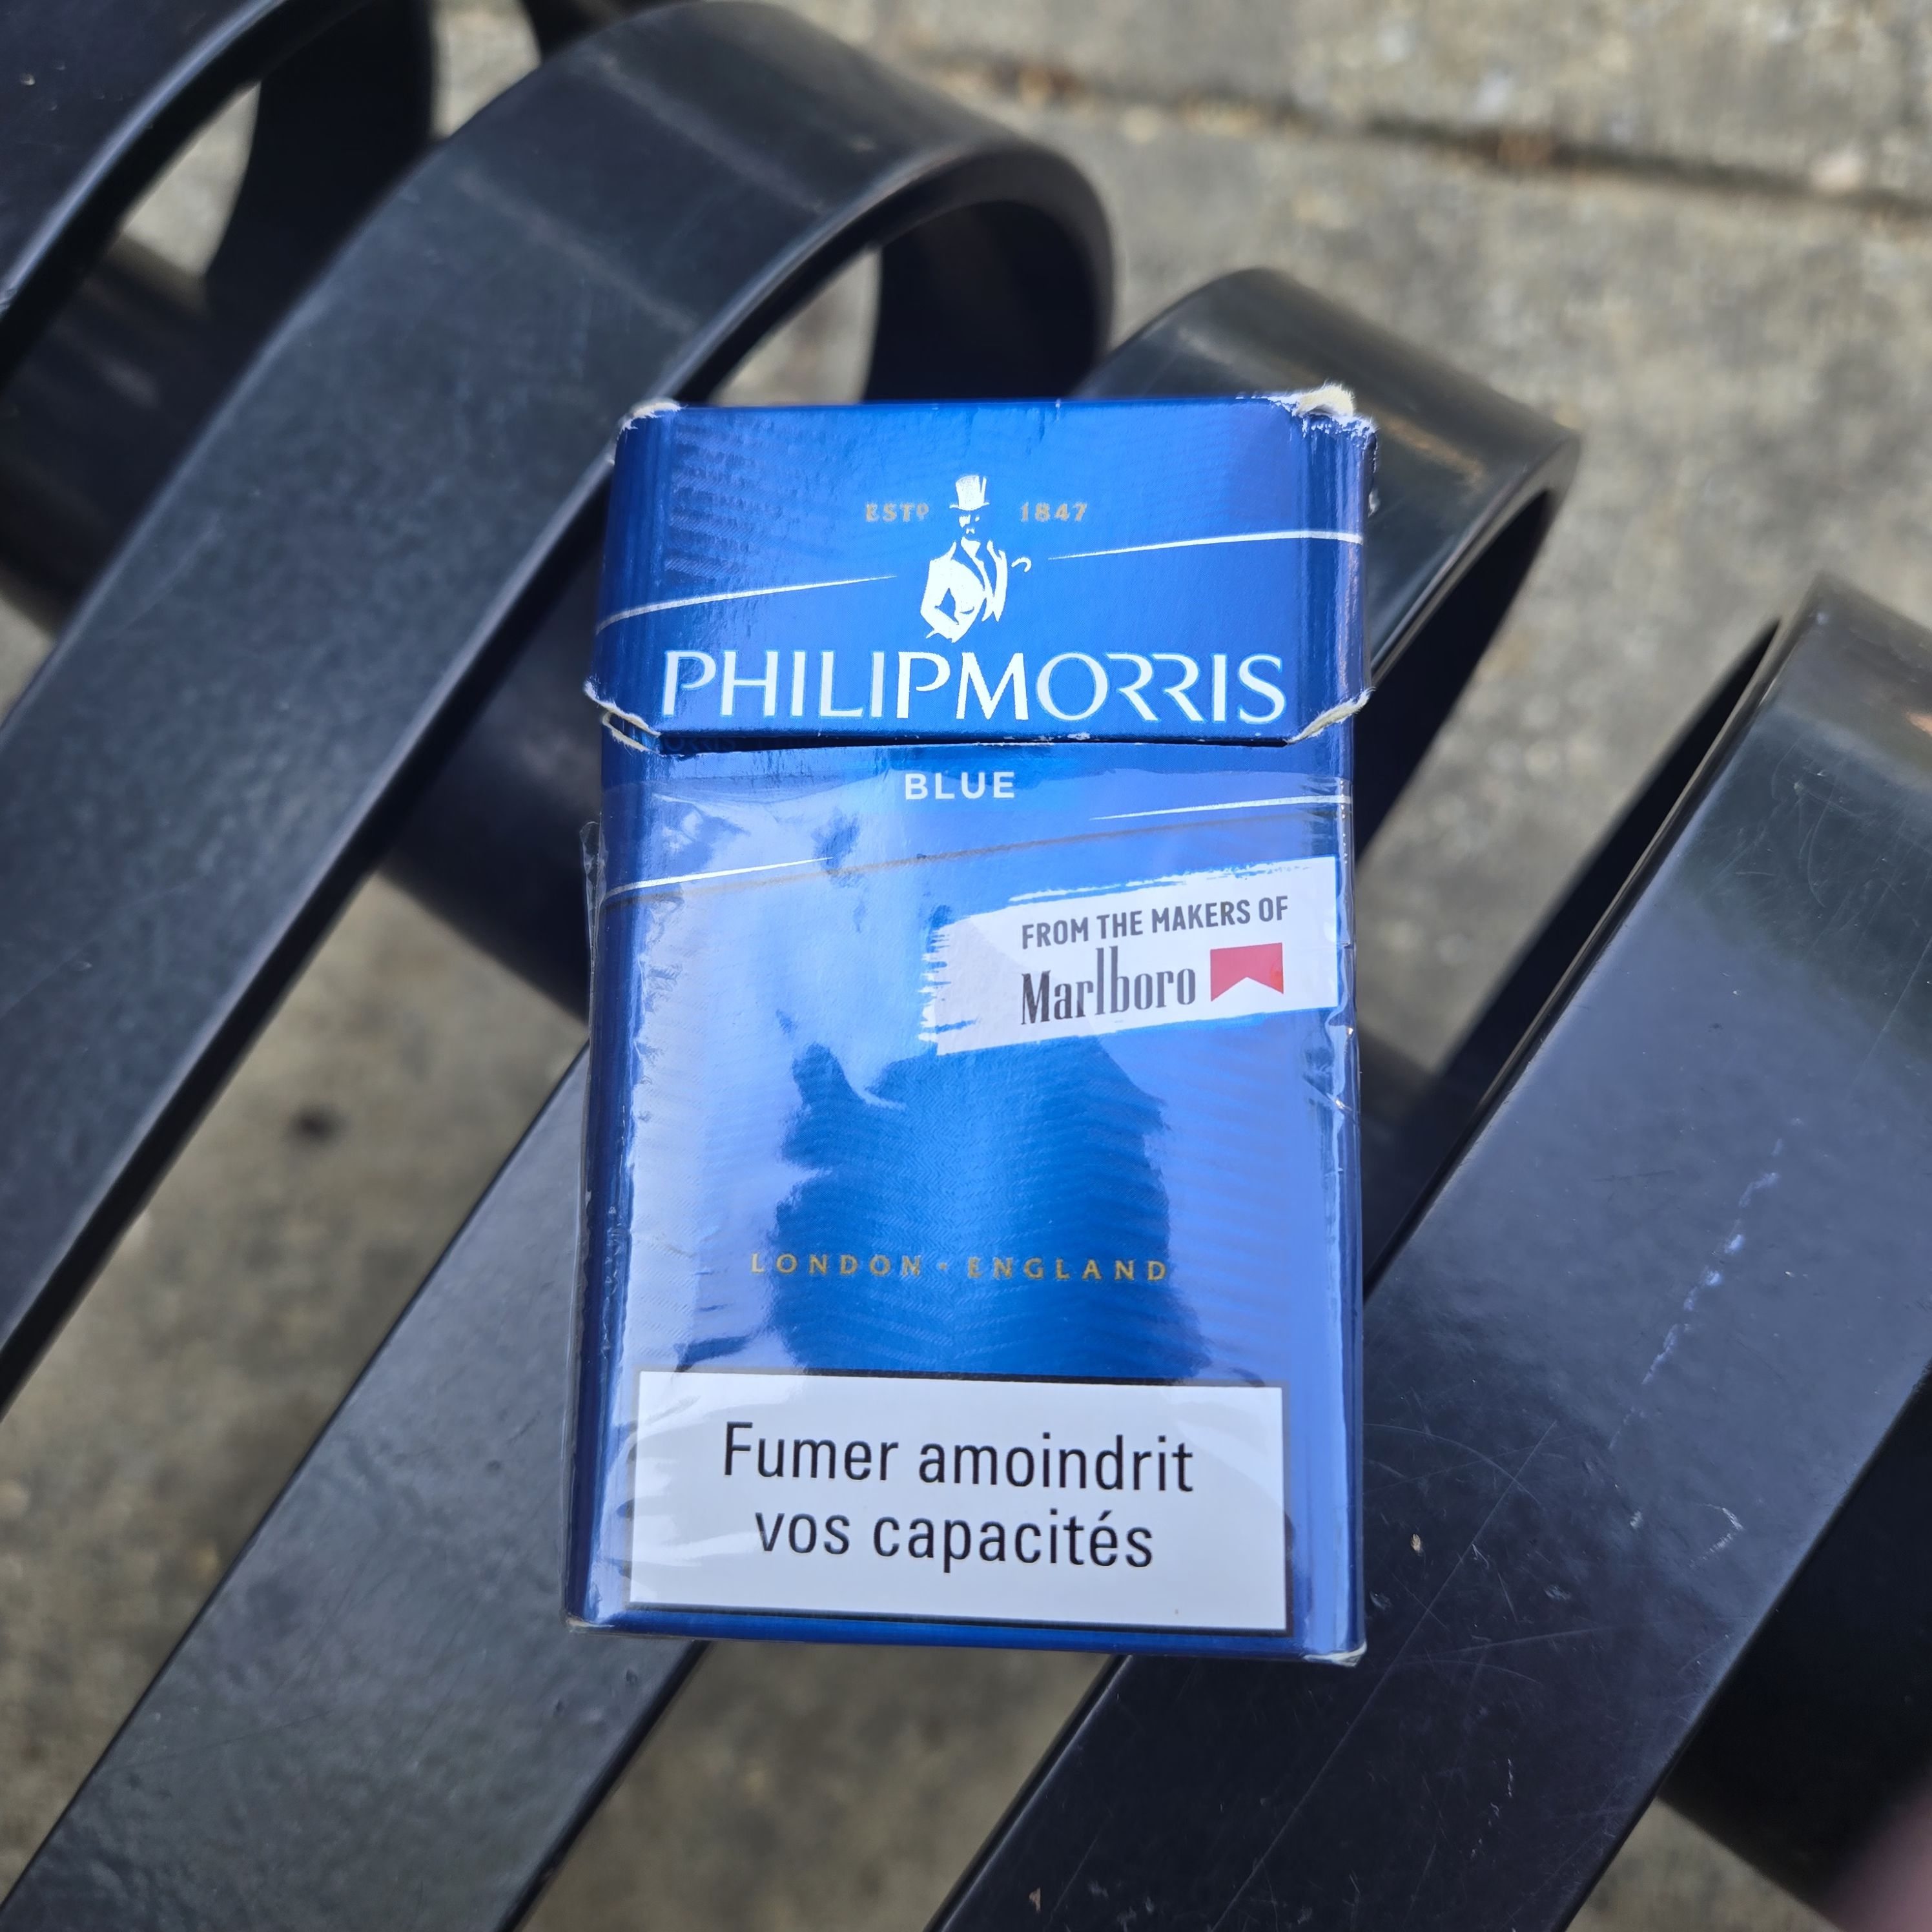 ESTD 1847
PHILIPMORRIS
BLUE
FROM THE MAKERS OF
Marlboro
LONDON - ENGLAND
Fumer amoindrit
vos capacités